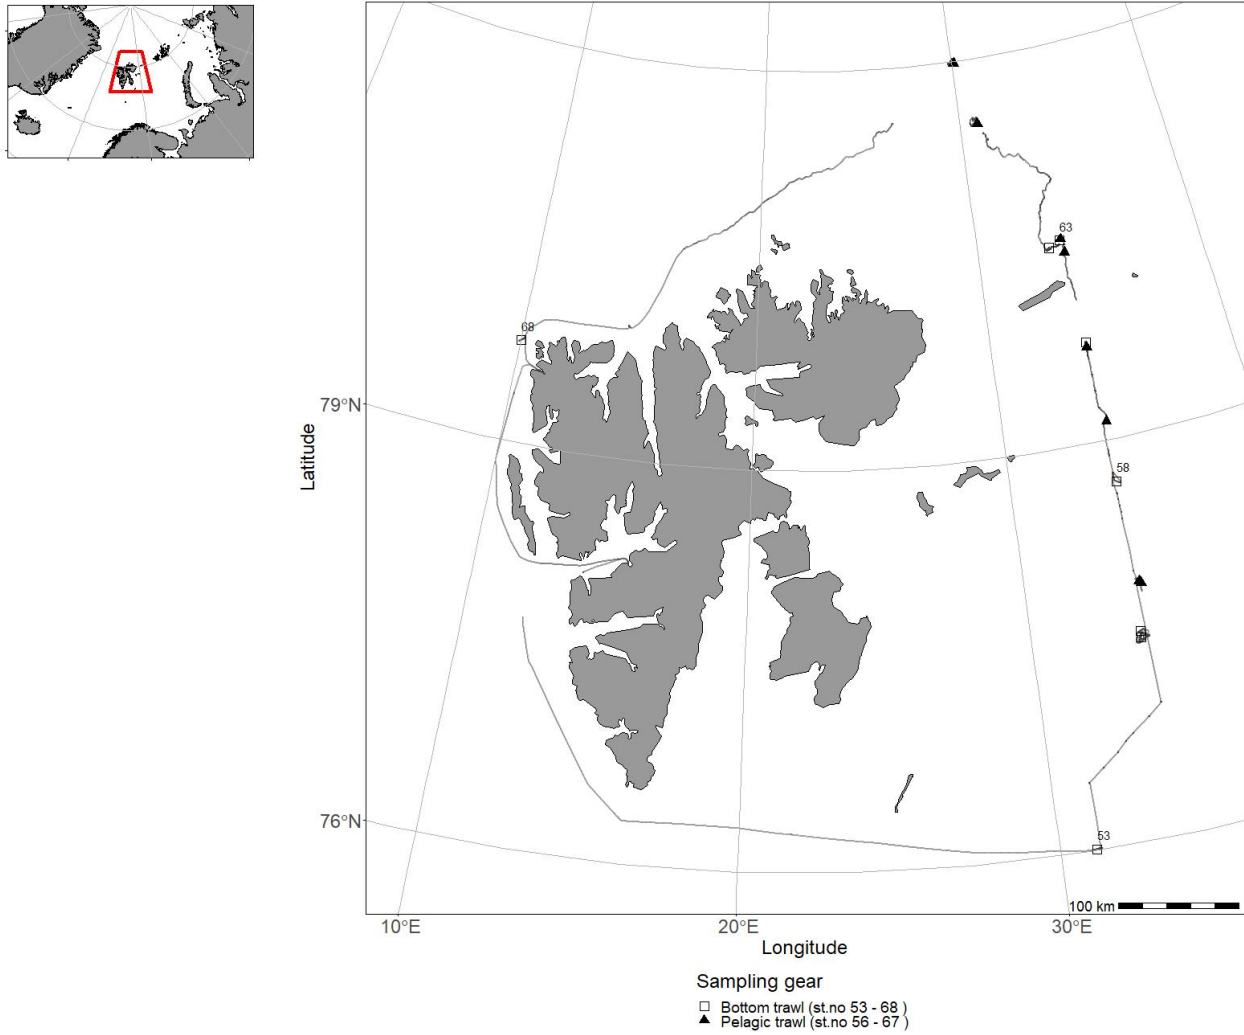 63
68
79°N
58
Latitude
76°N
53
100 km
10°E
20°E
30°E
Longitude
Sampling gear
Bottom trawl (st.no 53 - 68 )
Pelagic trawl (st.no 56 - 67 )